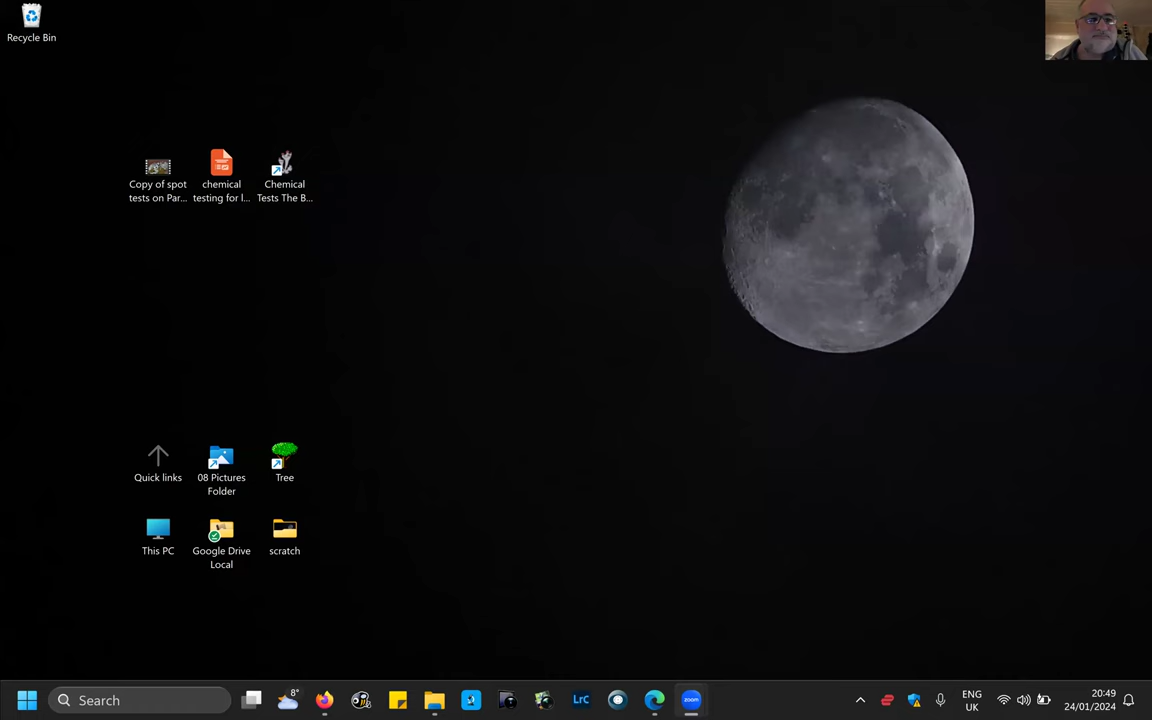 Recycle Bin
Copy of spot
tests on Par...
chemical
testing for l...
Chemical
Tests The B...
Quick links
08 Pictures
Folder
Tree
This PC
Google Drive
Local
scratch
Search
8°
LrC
zoom
ENG
UK
20:49
24/01/2024